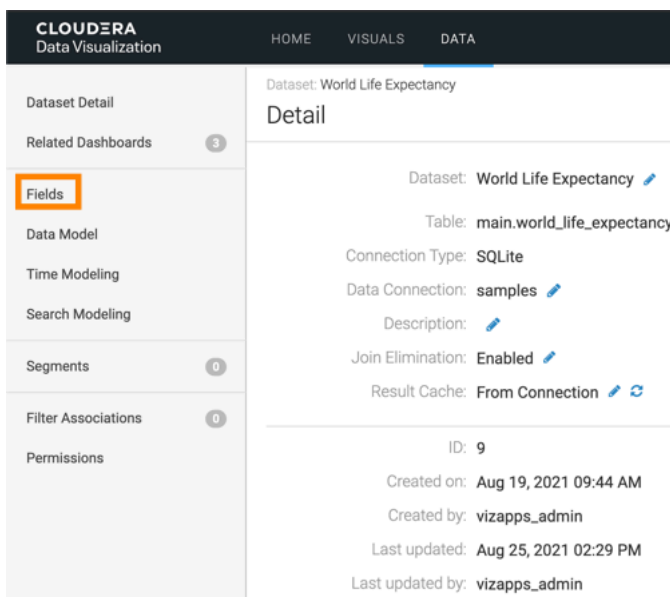 CLOUDERA
Data Visualization
HOME VISUALS DATA
Dataset Detail
Related Dashboards 3
Fields
Data Model
Time Modeling
Search Modeling
Segments 0
Filter Associations 0
Permissions
Dataset: World Life Expectancy
Detail
Dataset: World Life Expectancy
Table: main.world_life_expectancy
Connection Type: SQLite
Data Connection: samples
Description:
Join Elimination: Enabled
Result Cache: From Connection
ID: 9
Created on: Aug 19, 2021 09:44 AM
Created by: vizapps_admin
Last updated: Aug 25, 2021 02:29 PM
Last updated by: vizapps_admin